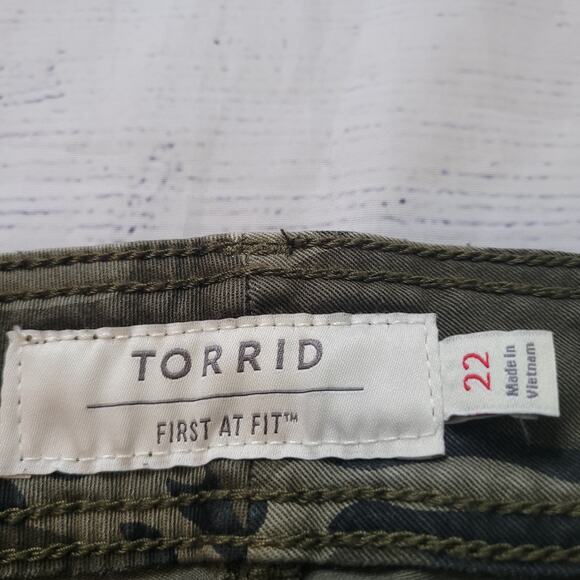 TORRID
FIRST AT FIT™
22
Made in
Vietnam